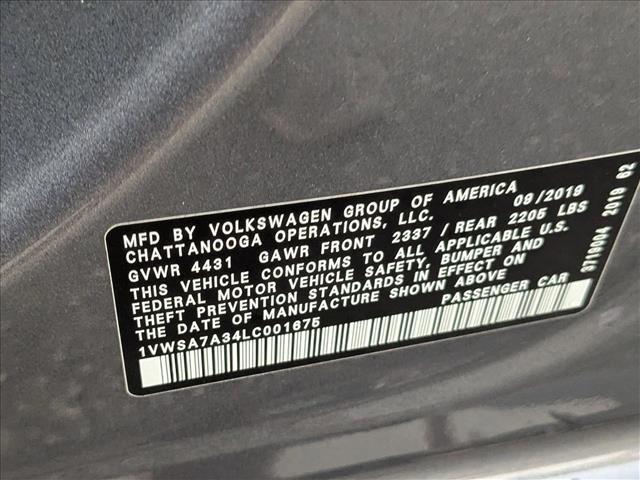 MFD BY VOLKSWAGEN GROUP OF AMERICA 09/2019
CHATTANOOGA OPERATIONS, LLC.
GVWR 4431 GAWR FRONT 2337 / REAR 2205 LBS
THIS VEHICLE CONFORMS TO ALL APPLICABLE U.S.
FEDERAL MOTOR VEHICLE SAFETY, BUMPER AND
THEFT PREVENTION STANDARDS IN EFFECT ON
THE DATE OF MANUFACTURE SHOWN ABOVE
1VWSA7A34LC001675 PASSENGER CAR